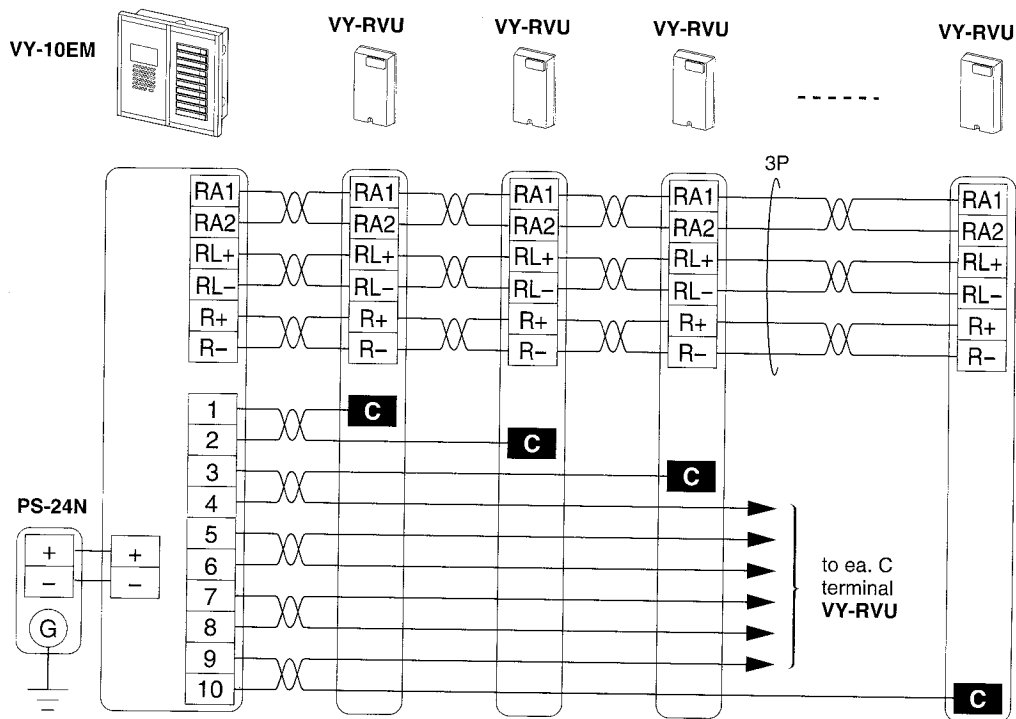 VY-10EM
VY-RVU
VY-RVU
VY-RVU
VY-RVU
3P
RA1 RA1 RA1 RA1 RA1
RA2 RA2 RA2 RA2 RA2
RL+ RL+ RL+ RL+ RL+
RL− RL− RL− RL− RL−
R+ R+ R+ R+ R+
R− R− R− R− R−
1 C
2 C
3 C
4
5
6
7
8
9
10 C
PS-24N
+ +
− −
G
to ea. C
terminal
VY-RVU